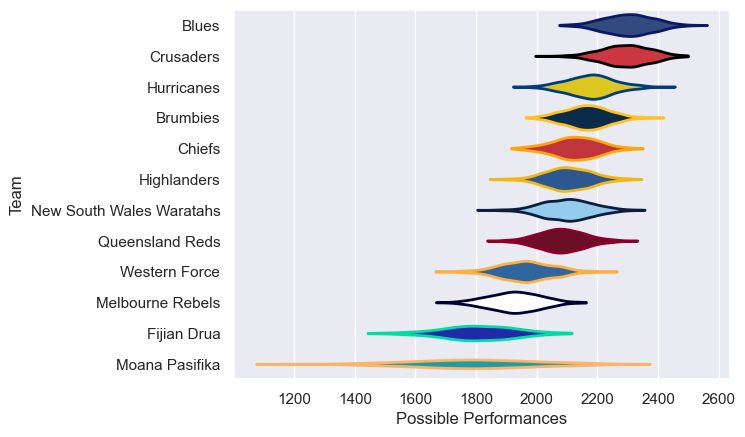 Blues
Crusaders
Hurricanes
Brumbies
Chiefs
Highlanders
New South Wales Waratahs
Queensland Reds
Western Force
Melbourne Rebels
Fijian Drua
Moana Pasifika
Team
1200 1400 1600 1800 2000 2200 2400 2600
Possible Performances